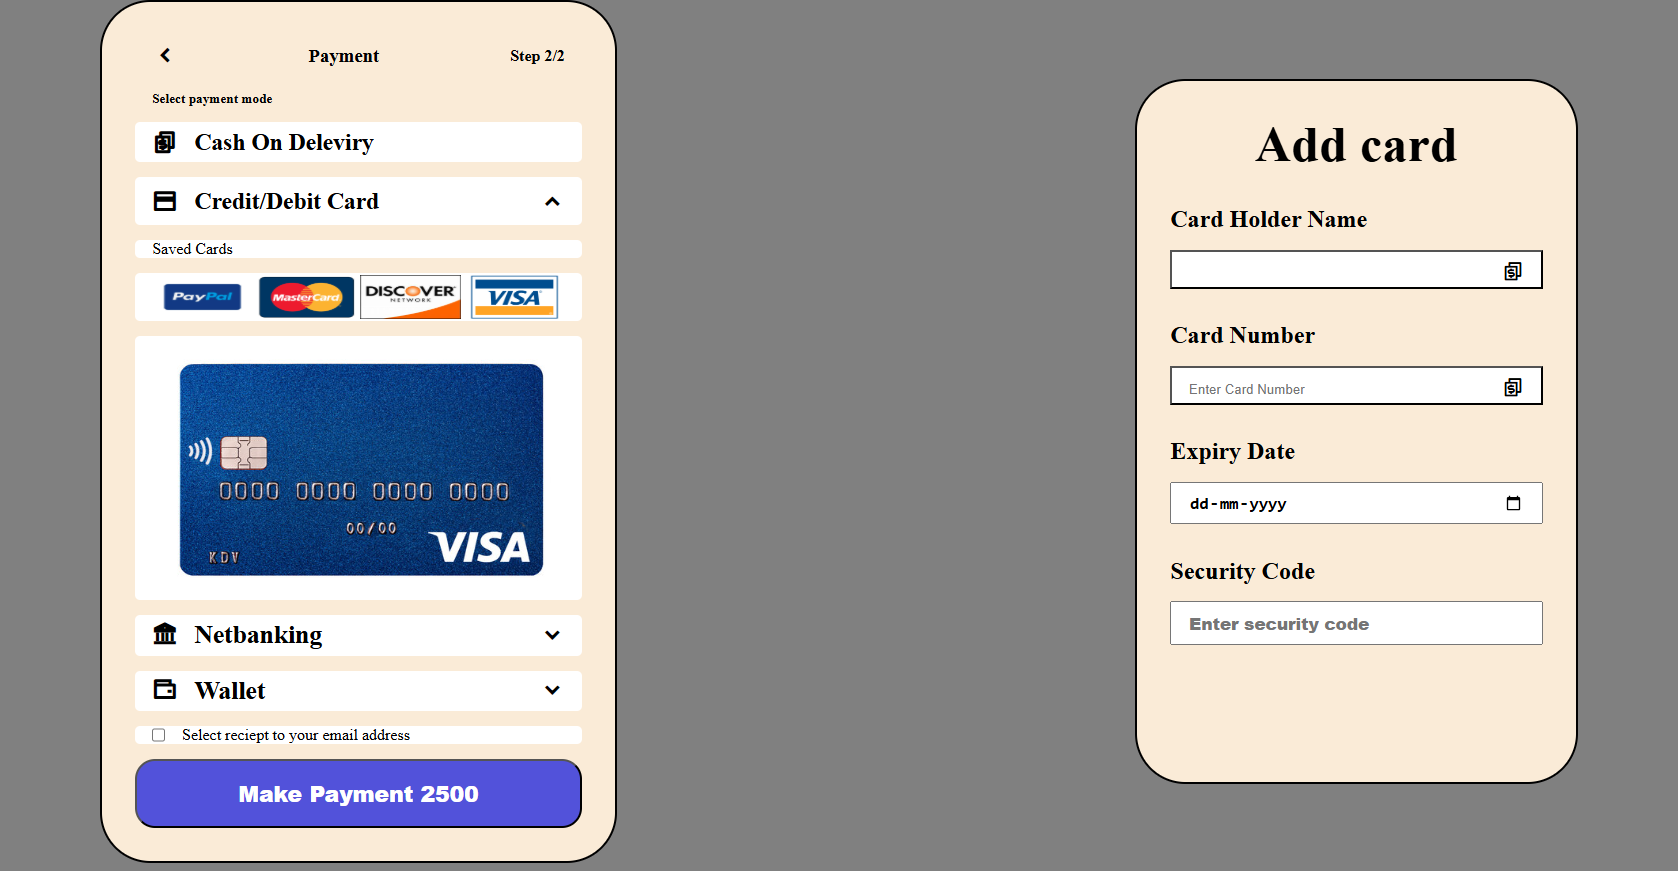 Payment
Step 2/2
Select payment mode
Cash On Deleviry
Credit/Debit Card
Saved Cards
PayPal
MasterCard
DISCOVER
NETWORK
VISA
0000 0000 0000 0000
00/00
VISA
KDV
Netbanking
Wallet
Select reciept to your email address
Make Payment 2500
Add card
Card Holder Name
Card Number
Enter Card Number
Expiry Date
dd-mm-yyyy
Security Code
Enter security code